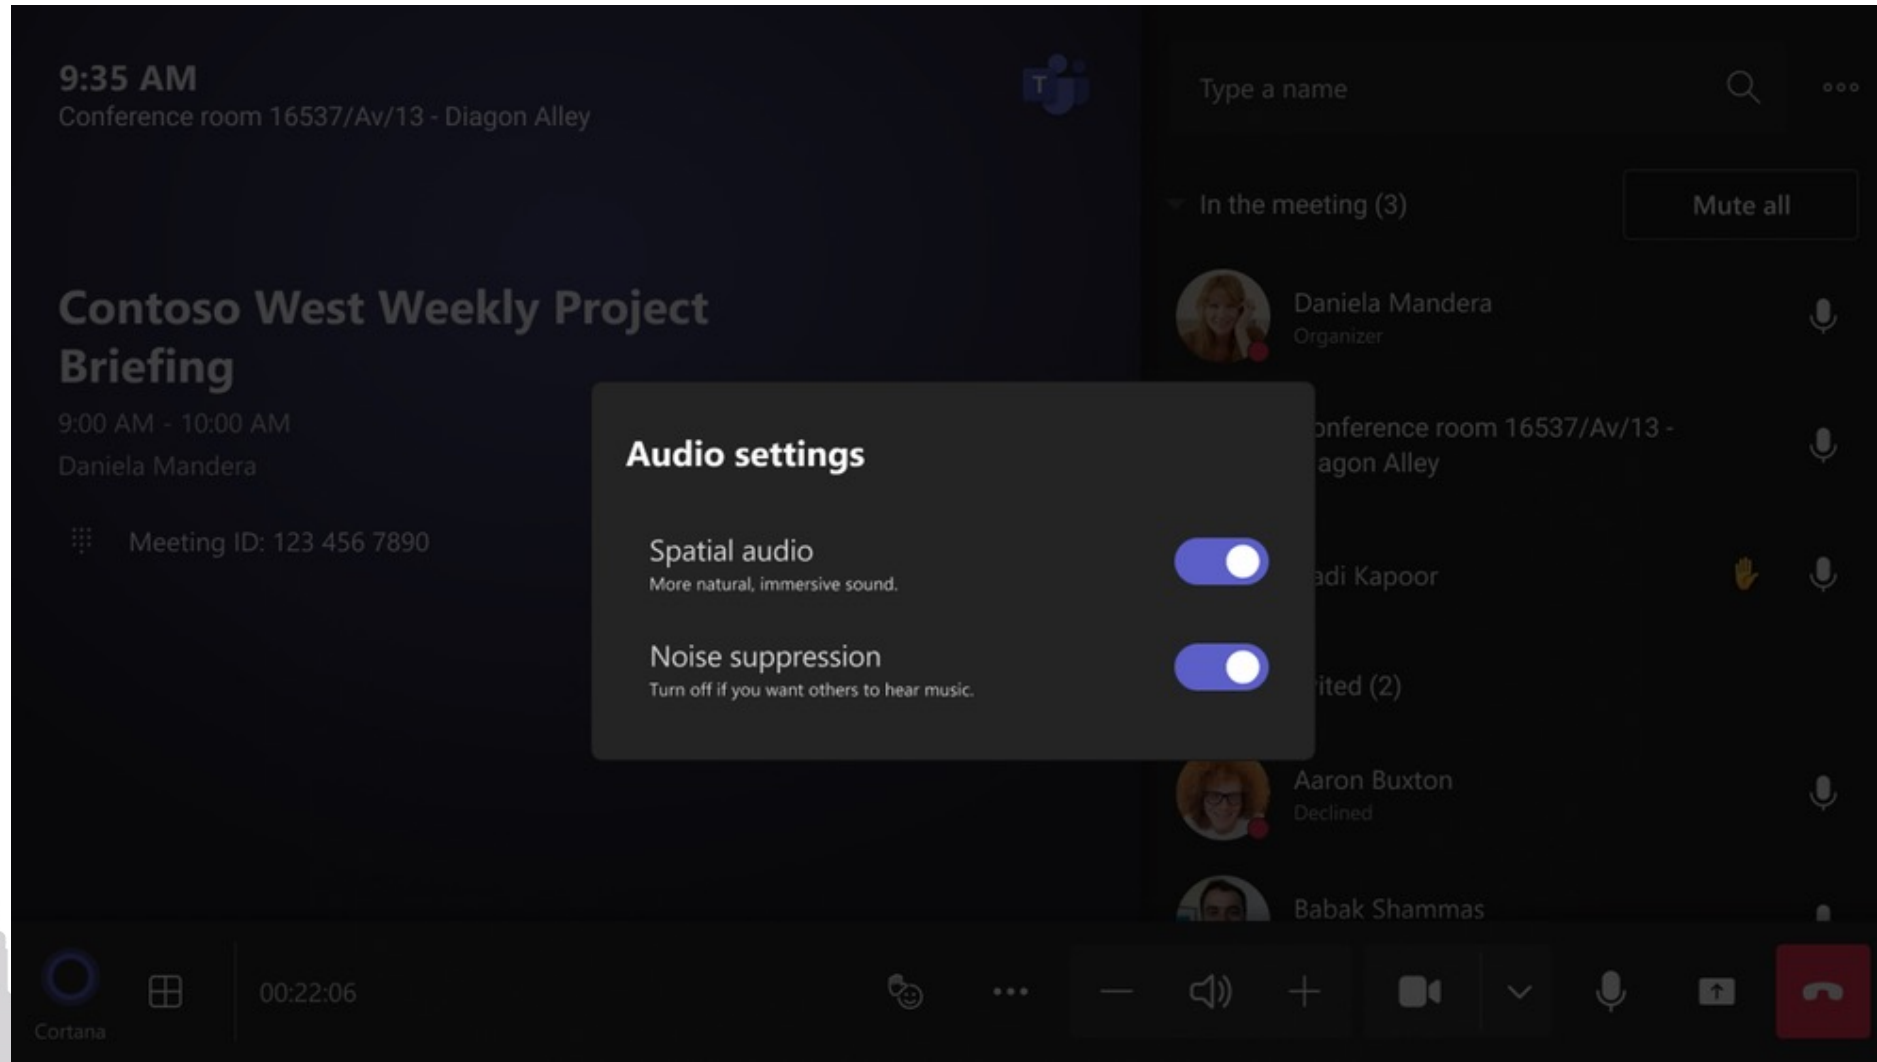 9:35 AM
Conference room 16537/Av/13 - Diagon Alley
T
Contoso West Weekly Project
Briefing
9:00 AM - 10:00 AM
Daniela Mandera
Meeting ID: 123 456 7890
Audio settings
Spatial audio
More natural, immersive sound.
Noise suppression
Turn off if you want others to hear music.
Type a name
In the meeting (3)
Mute all
Daniela Mandera
Organizer
onference room 16537/Av/13 -
agon Alley
adi Kapoor
ited (2)
Aaron Buxton
Declined
Babak Shammas
Cortana
00:22:06